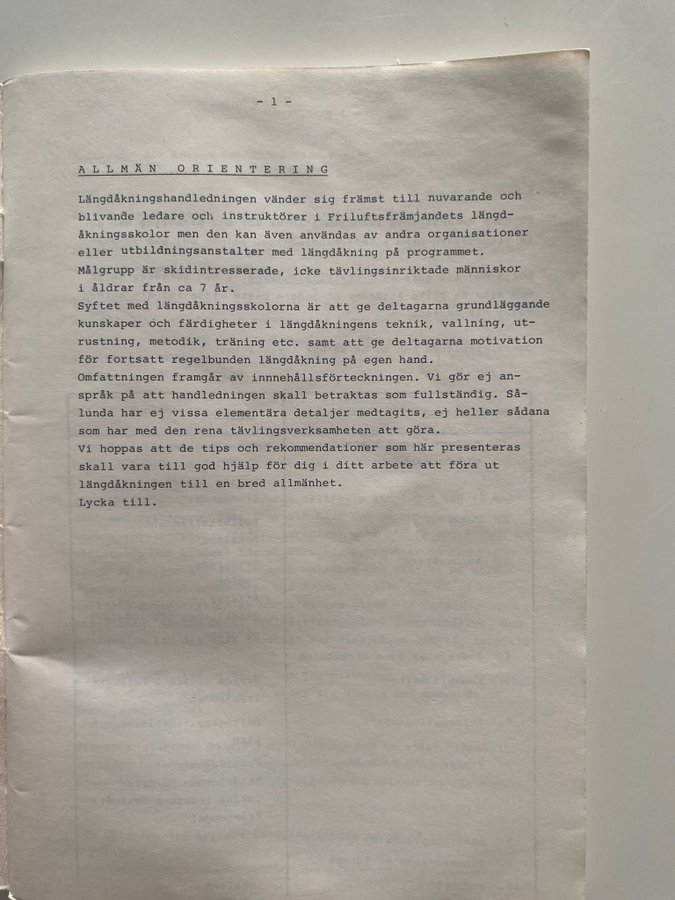 - 1 -
ALLMÄN ORIENTERING
Längdåkningshandledningen vänder sig främst till nuvarande och
blivande ledare och instruktörer i Friluftsfrämjandets längd-
åkningsskolor men den kan även användas av andra organisationer
eller utbildningsanstalter med längdåkning på programmet.
Målgrupp är skidintresserade, icke tävlingsinriktade människor
i åldrar från ca 7 år.
Syftet med längdåkningsskolorna är att ge deltagarna grundläggande
kunskaper och färdigheter i längdåkningens teknik, vallning, ut-
rustning, metodik, träning etc. samt att ge deltagarna motivation
för fortsatt regelbunden längdåkning på egen hand.
Omfattningen framgår av innnehållsförteckningen. Vi gör ej an-
språk på att handledningen skall betraktas som fullständig. Så-
lunda har ej vissa elementära detaljer medtagits, ej heller sådana
som har med den rena tävlingsverksamheten att göra.
Vi hoppas att de tips och rekommendationer som här presenteras
skall vara till god hjälp för dig i ditt arbete att föra ut
längdåkningen till en bred allmänhet.
Lycka till.